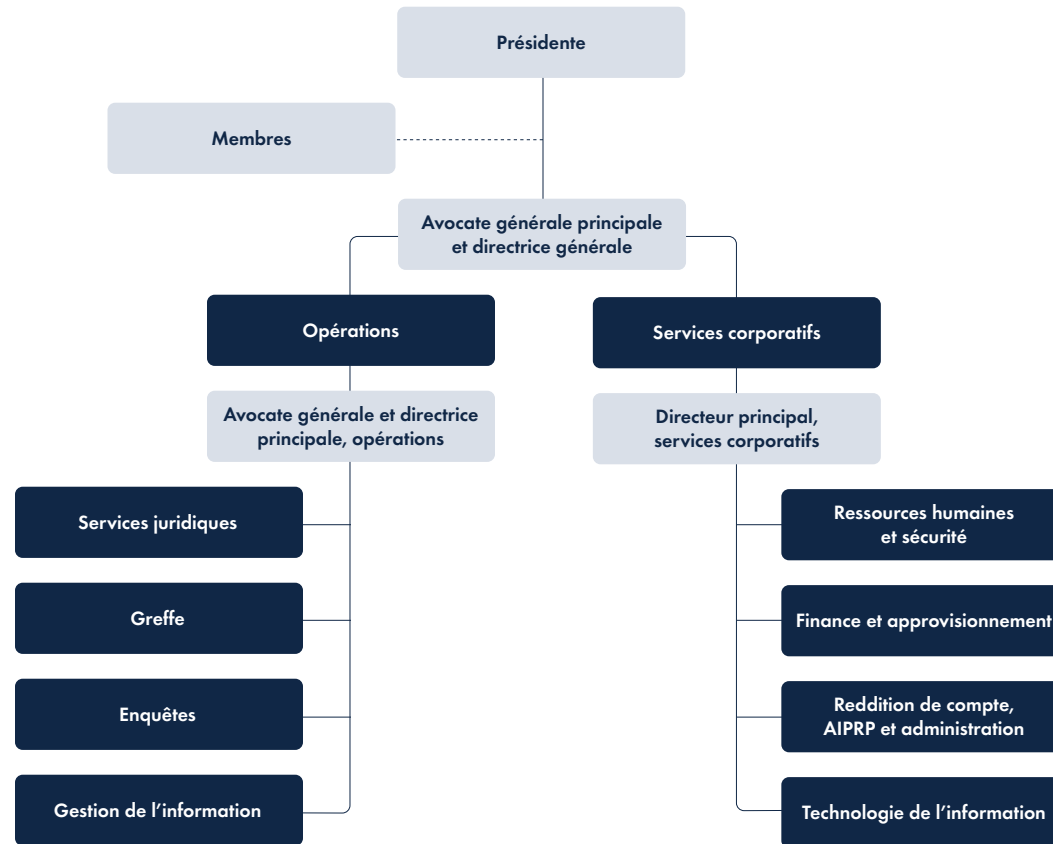 Présidente
Membres
Avocate générale principale
et directrice générale
Opérations
Services corporatifs
Avocate générale et directrice
principale, opérations
Directeur principal,
services corporatifs
Services juridiques
Greffe
Enquêtes
Gestion de l’information
Ressources humaines
et sécurité
Finance et approvisionnement
Reddition de compte,
AIPRP et administration
Technologie de l’information